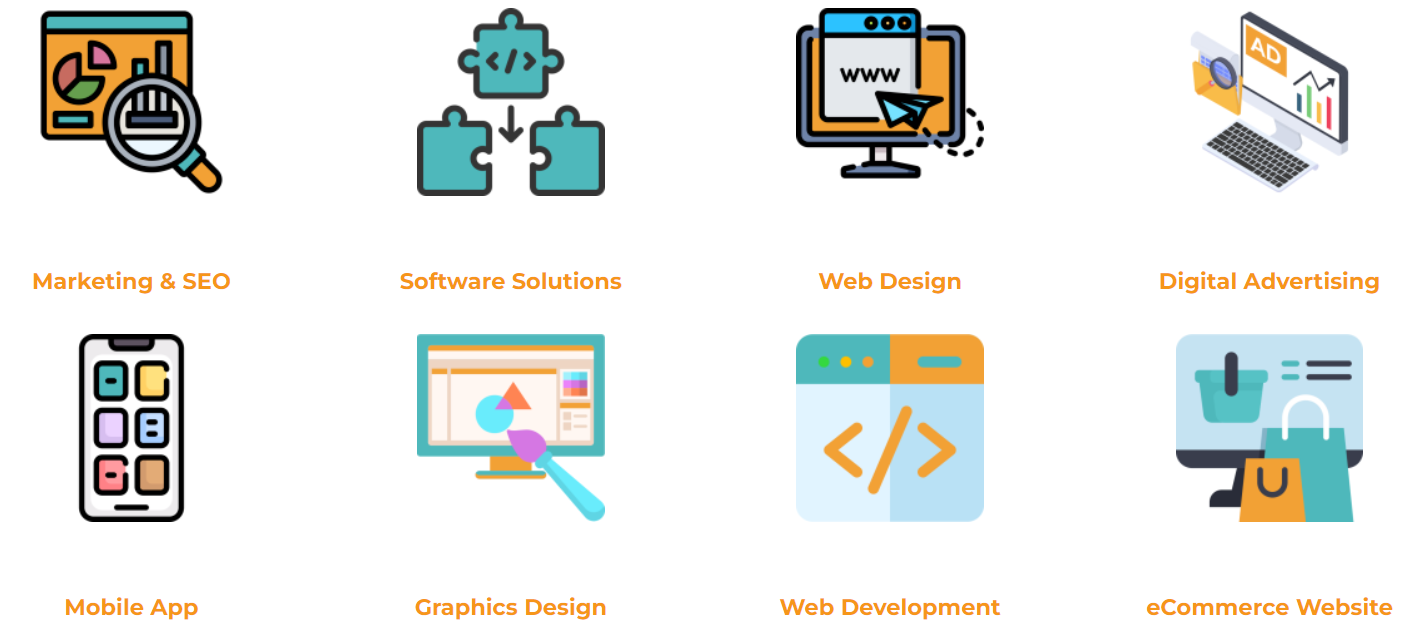 </>
www
AD
Marketing & SEO
Software Solutions
Web Design
Digital Advertising
</>
Mobile App
Graphics Design
Web Development
eCommerce Website